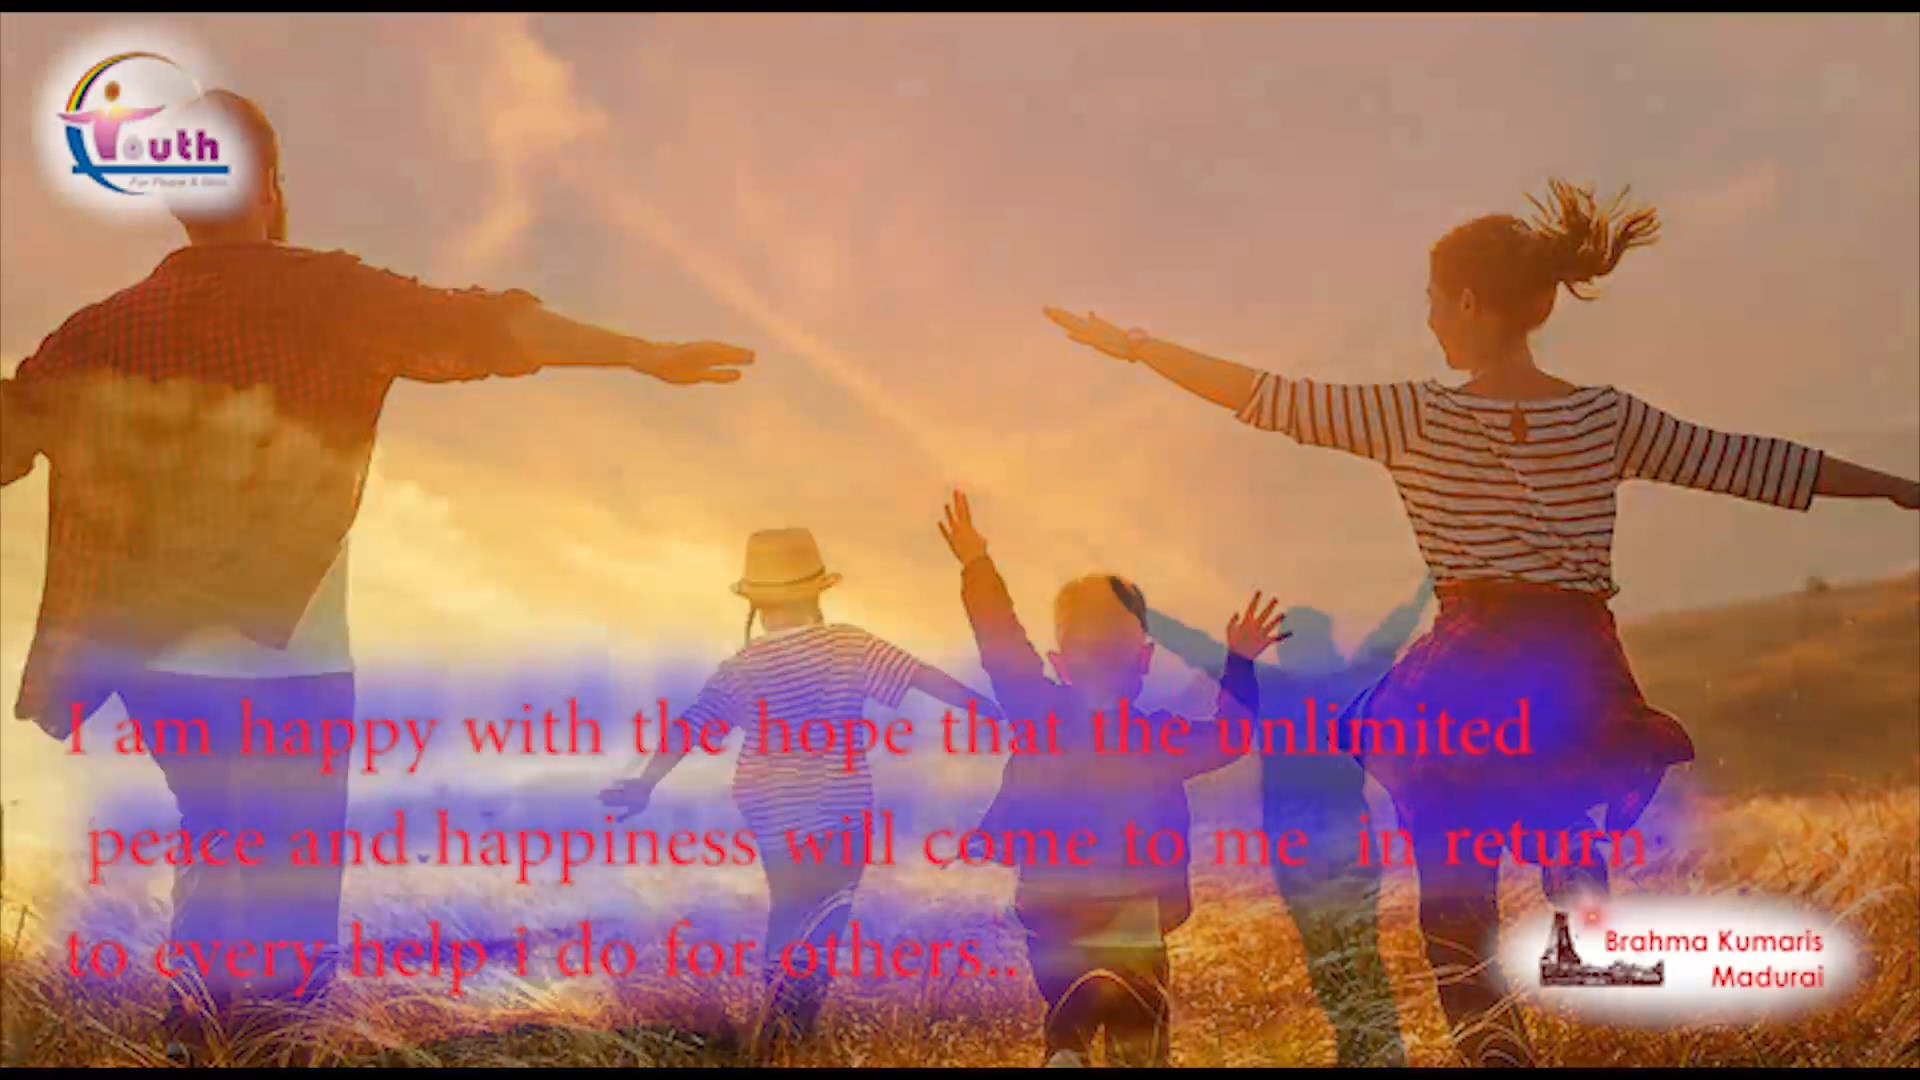 Youth
I am happy with the hope that the unlimited
peace and happiness will come to me in return
to every help i do for others..
Brahma Kumaris
Madurai